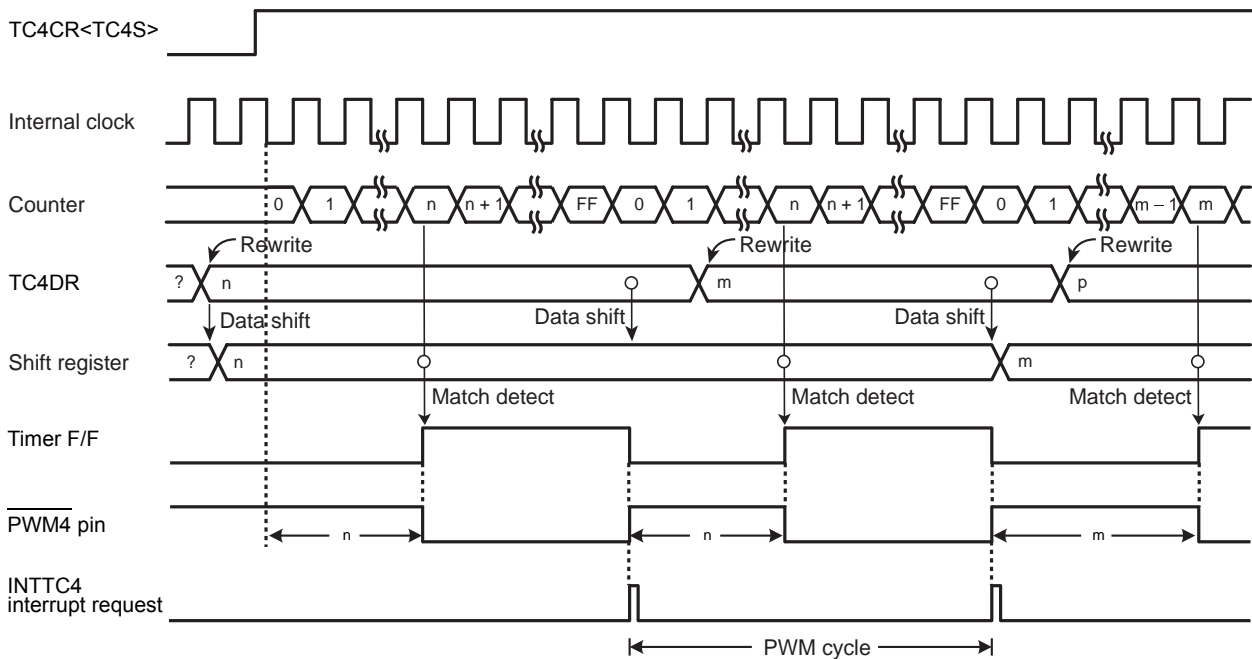 TC4CR<TC4S>
Internal clock
Counter 0 1 n n + 1 FF 0 1 n n + 1 FF 0 1 m – 1 m
Rewrite Rewrite Rewrite
TC4DR ? n m p
Data shift Data shift Data shift
Shift register ? n m
Match detect Match detect Match detect
Timer F/F
PWM4 pin
n n m
INTTC4
interrupt request
PWM cycle